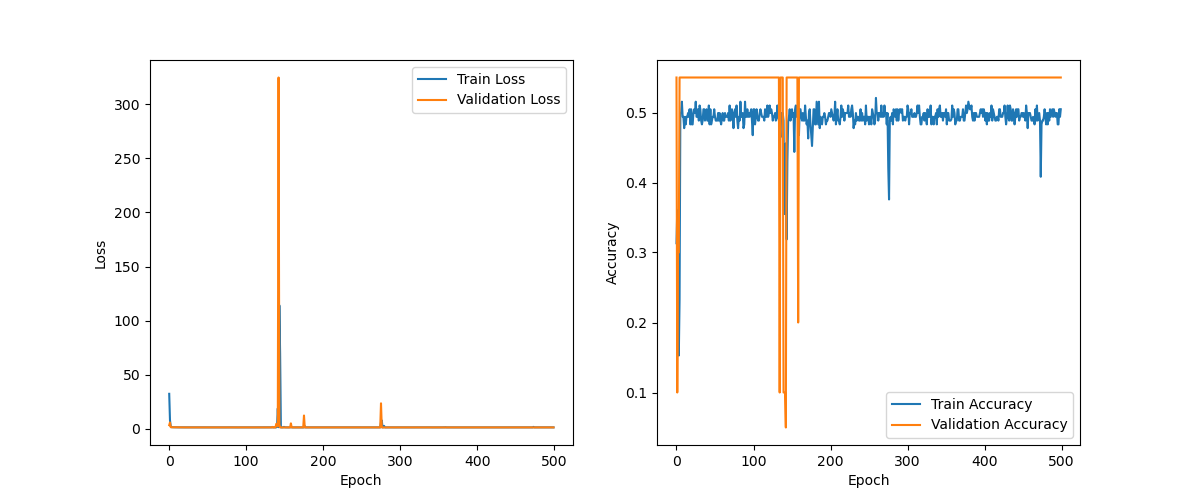 Train Loss
Validation Loss
300
250
200
150
100
50
0
0 100 200 300 400 500
Loss
Epoch
0.5
0.4
0.3
0.2
0.1
0 100 200 300 400 500
Accuracy
Epoch
Train Accuracy
Validation Accuracy